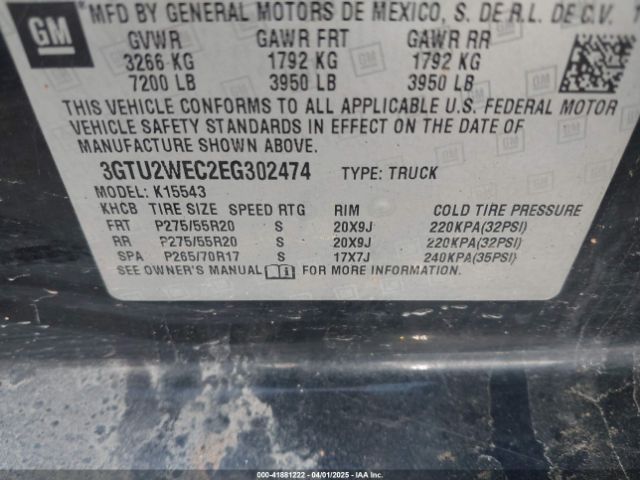 GM
MFD BY GENERAL MOTORS DE MEXICO, S. DE R.L. DE C.V.
GVWR GAWR FRT GAWR RR
3266 KG 1792 KG 1792 KG
7200 LB 3950 LB 3950 LB
THIS VEHICLE CONFORMS TO ALL APPLICABLE U.S. FEDERAL MOTOR
VEHICLE SAFETY STANDARDS IN EFFECT ON THE DATE OF
MANUFACTURE SHOWN ABOVE.
3GTU2WEC2EG302474 TYPE: TRUCK
MODEL: K15543
KHCB TIRE SIZE SPEED RTG RIM COLD TIRE PRESSURE
FRT P275/55R20 S 20X9J 220KPA(32PSI)
RR P275/55R20 S 20X9J 220KPA(32PSI)
SPA P265/70R17 S 17X7J 240KPA(35PSI)
SEE OWNER'S MANUAL FOR MORE INFORMATION.
00-41881222 - 04/01/2025 - IAAI.COM